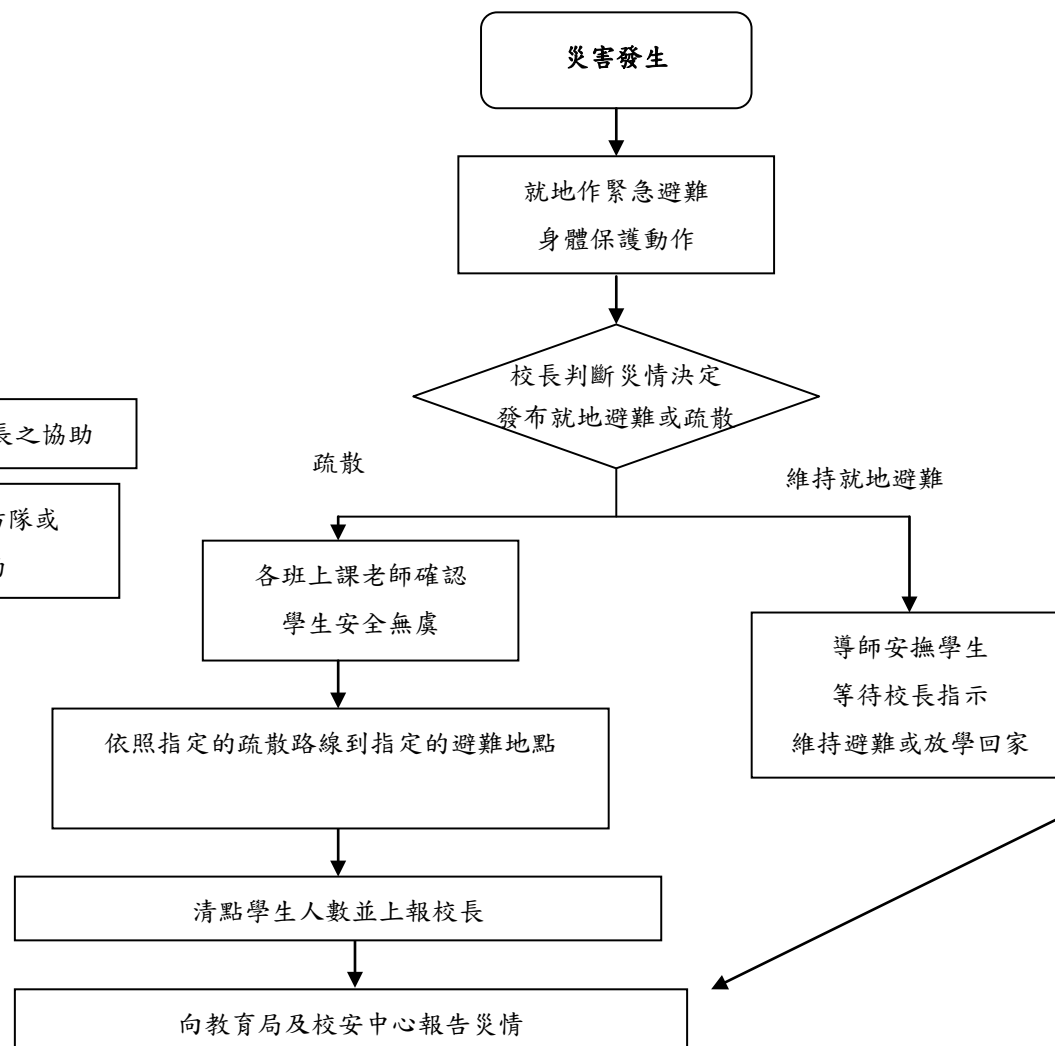 災害發生
就地作緊急避難
身體保護動作
校長判斷災情決定
發布就地避難或疏散
長之協助
隊或
疏散
維持就地避難
各班上課老師確認
學生安全無虞
導師安撫學生
等待校長指示
維持避難或放學回家
依照指定的疏散路線到指定的避難地點
清點學生人數並上報校長
向教育局及校安中心報告災情